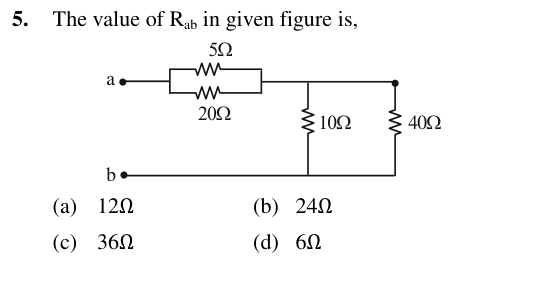 5. The value of Rab in given figure is,
5Ω
a
20Ω
10Ω
40Ω
b
(a) 12Ω (b) 24Ω
(c) 36Ω (d) 6Ω